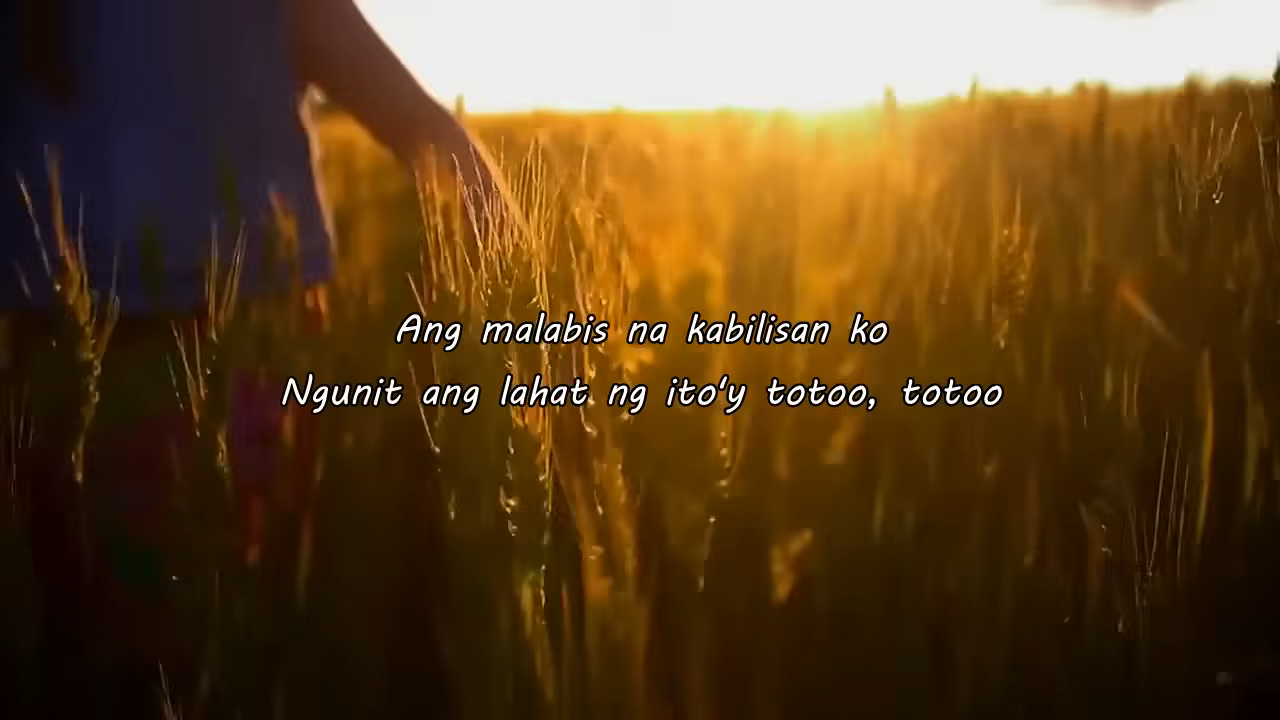 Ang malabis na kabilisan ko
Ngunit ang lahat ng ito'y totoo, totoo